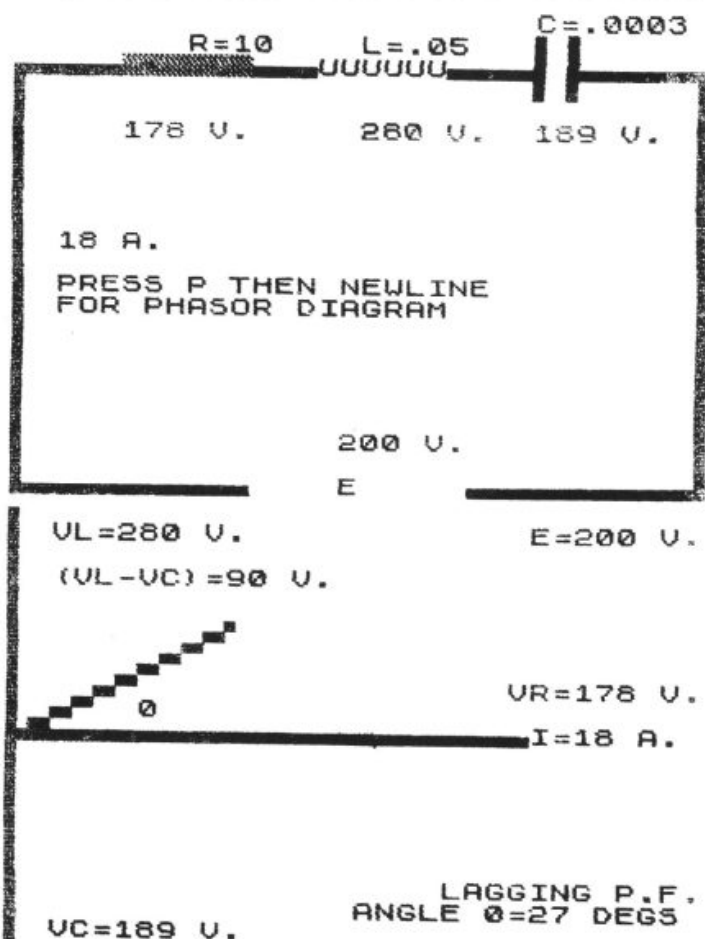 C=.0003
R=10 L=.05
178 V. 280 V. 189 V.
18 A.
PRESS P THEN NEWLINE
FOR PHASOR DIAGRAM
200 V.
E
VL=280 V. E=200 V.
(VL-VC)=90 V.
VR=178 V.
0
I=18 A.
LAGGING P.F.
ANGLE 0=27 DEGS
VC=189 V.